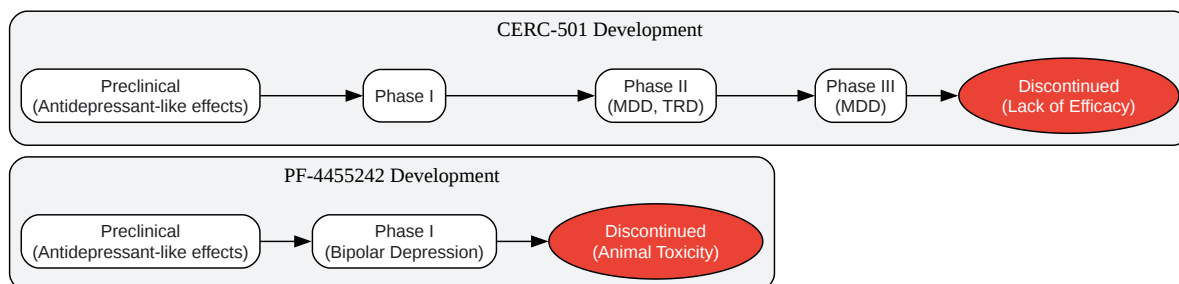 CERC-501 Development
Preclinical
(Antidepressant-like effects)
Phase I
Phase II
(MDD, TRD)
Phase III
(MDD)
Discontinued
(Lack of Efficacy)
PF-4455242 Development
Preclinical
(Antidepressant-like effects)
Phase I
(Bipolar Depression)
Discontinued
(Animal Toxicity)